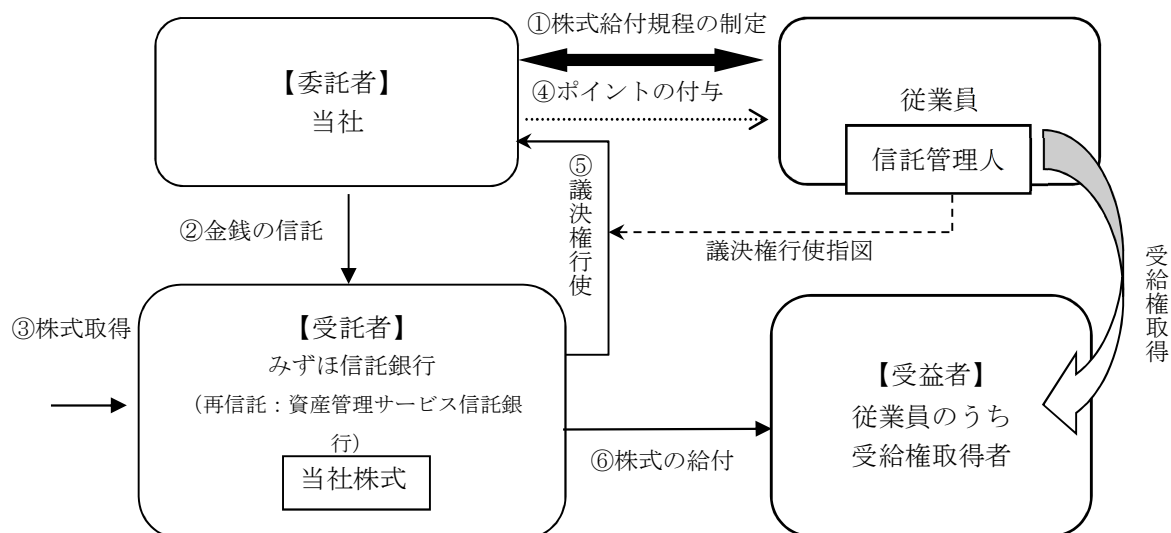 ①株式給付規程の制定
【委託者】
当社
④ポイントの付与
従業員
信託管理人
⑤議決権行使
②金銭の信託
議決権行使指図
受給権取得
③株式取得
【受託者】
みずほ信託銀行
（再信託：資産管理サービス信託銀
行）
当社株式
⑥株式の給付
【受益者】
従業員のうち
受給権取得者